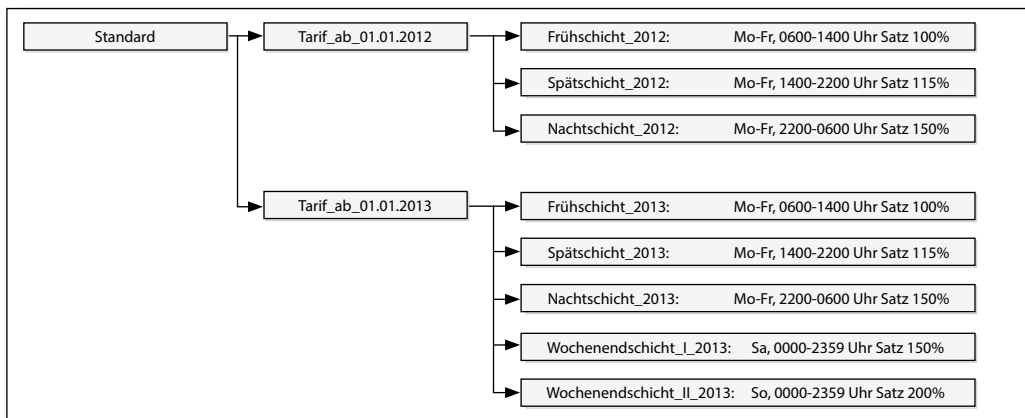 Standard
Tarif_ab_01.01.2012
Frühschicht_2012: Mo-Fr, 0600-1400 Uhr Satz 100%
Spätschicht_2012: Mo-Fr, 1400-2200 Uhr Satz 115%
Nachtschicht_2012: Mo-Fr, 2200-0600 Uhr Satz 150%
Tarif_ab_01.01.2013
Frühschicht_2013: Mo-Fr, 0600-1400 Uhr Satz 100%
Spätschicht_2013: Mo-Fr, 1400-2200 Uhr Satz 115%
Nachtschicht_2013: Mo-Fr, 2200-0600 Uhr Satz 150%
Wochenendschicht_I_2013: Sa, 0000-2359 Uhr Satz 150%
Wochenendschicht_II_2013: So, 0000-2359 Uhr Satz 200%